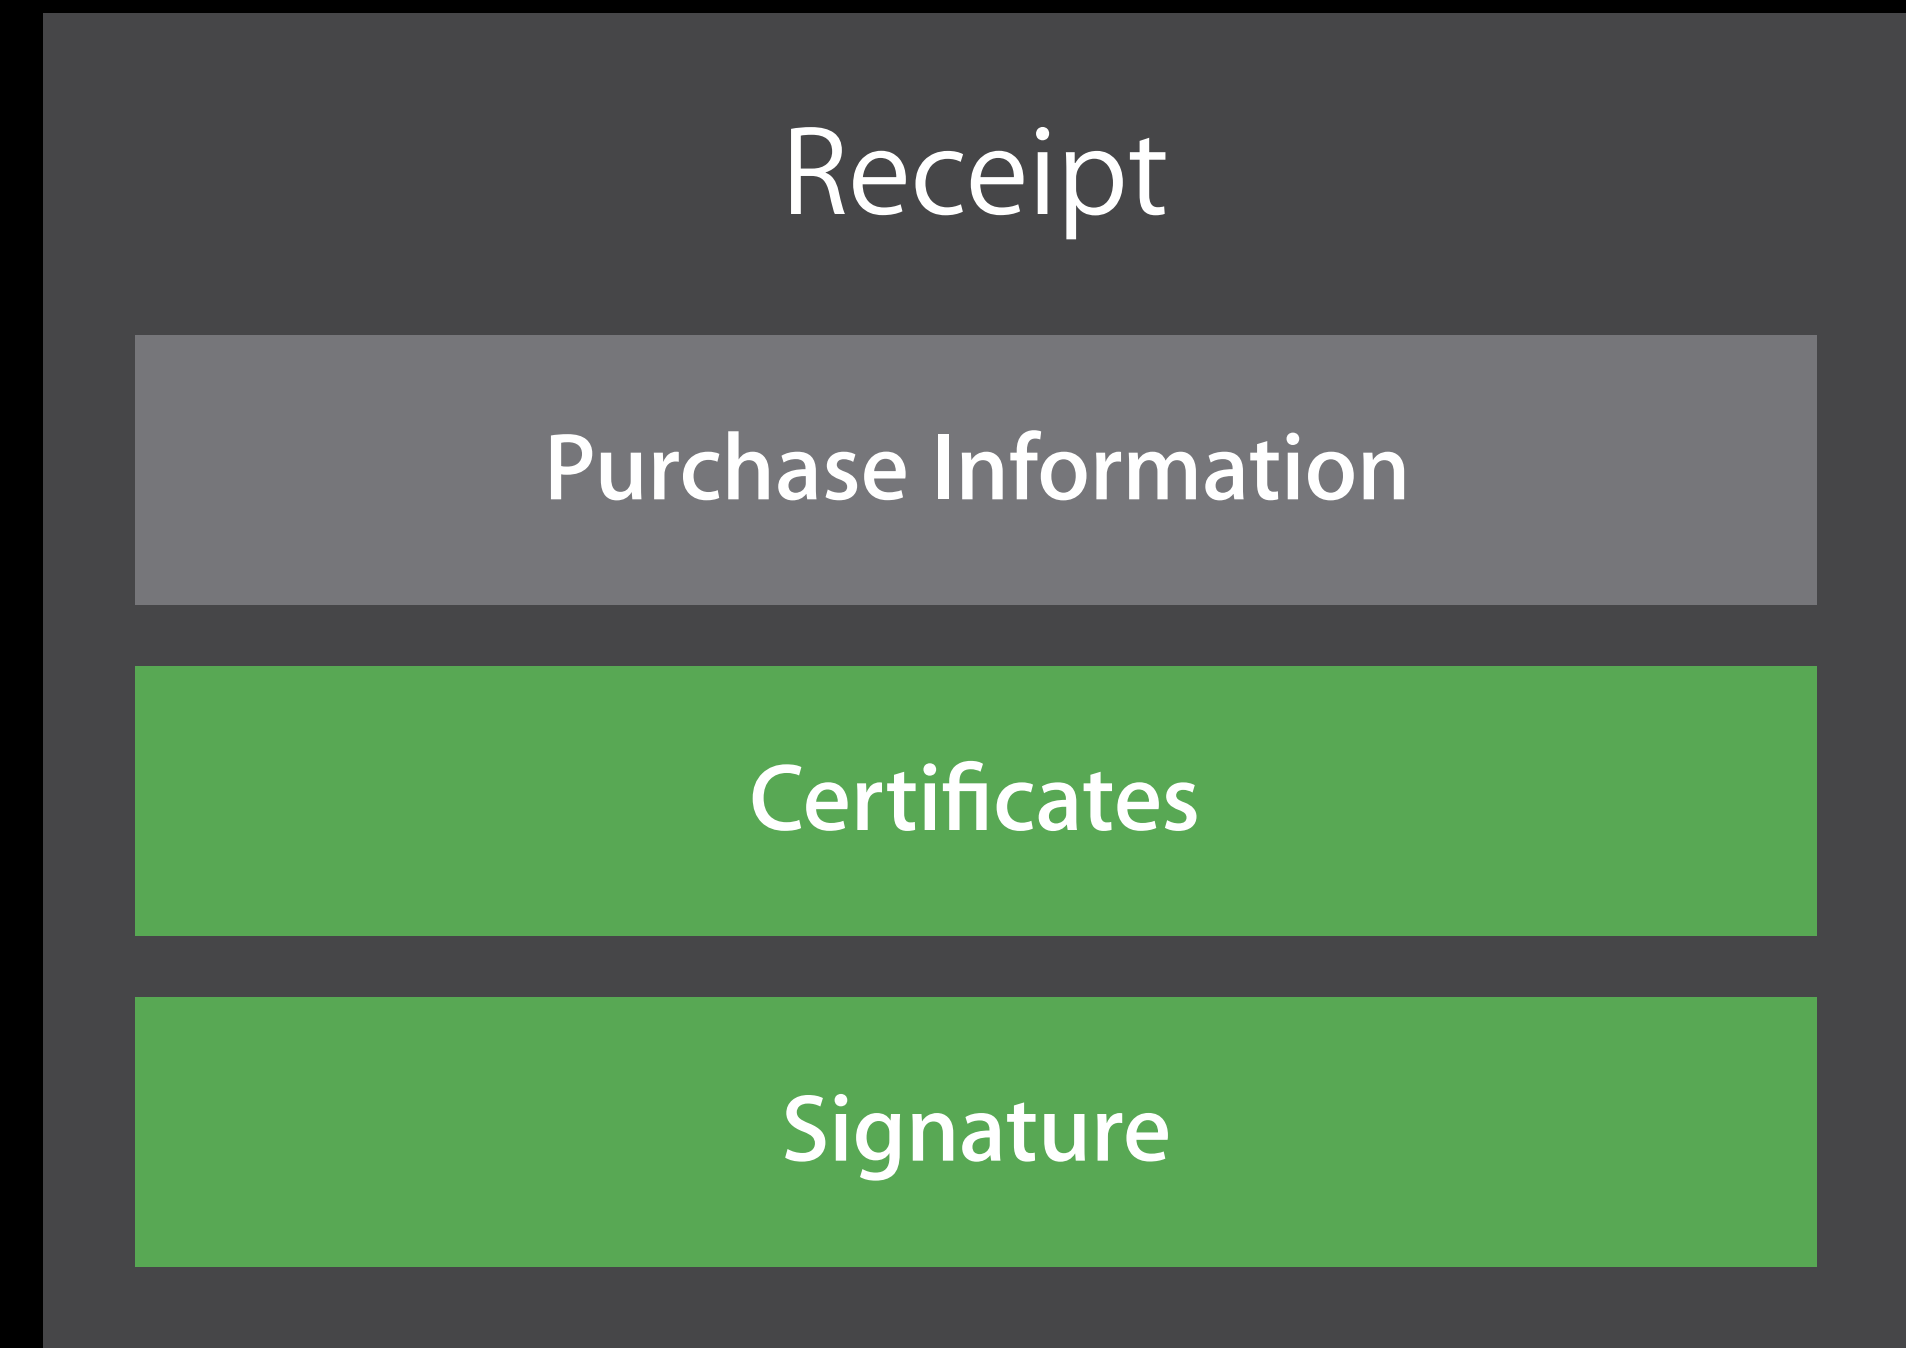 Receipt
Purchase Information
Certificates
Signature